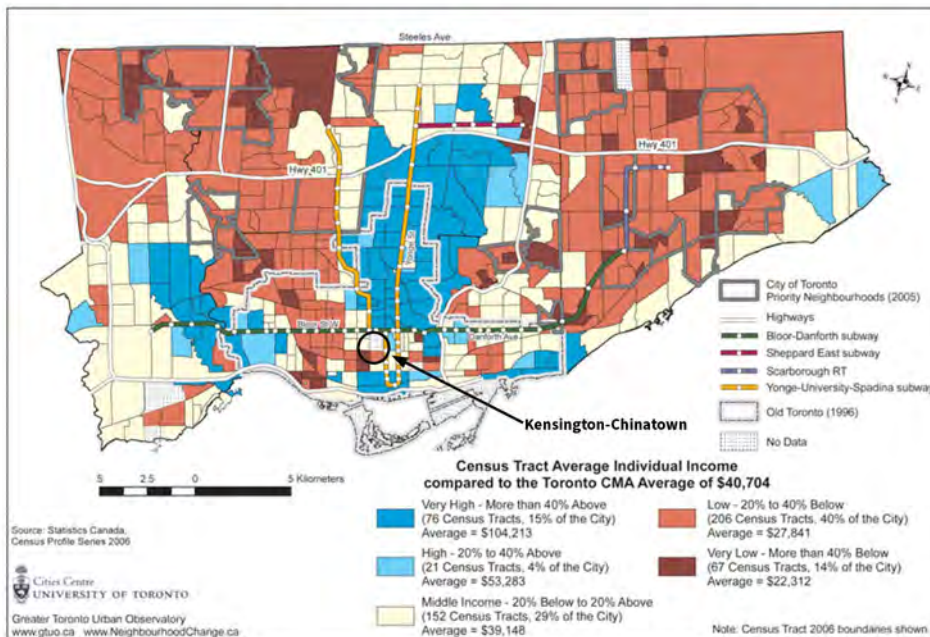 Steeles Ave
Hwy 401
Hwy 401
Yonge St
Bloor St W
Danforth Ave
Kensington-Chinatown
City of Toronto
Priority Neighbourhoods (2005)
Highways
Bloor-Danforth subway
Sheppard East subway
Scarborough RT
Yonge-University-Spadina subway
Old Toronto (1996)
No Data
5 2.5 0 5 Kilometers
Census Tract Average Individual Income
compared to the Toronto CMA Average of $40,704
Very High - More than 40% Above
(76 Census Tracts, 15% of the City)
Average = $104,213
High - 20% to 40% Above
(21 Census Tracts, 4% of the City)
Average = $53,283
Middle Income - 20% Below to 20% Above
(152 Census Tracts, 29% of the City)
Average = $39,148
Low - 20% to 40% Below
(206 Census Tracts, 40% of the City)
Average = $27,841
Very Low - More than 40% Below
(67 Census Tracts, 14% of the City)
Average = $22,312
Source: Statistics Canada,
Census Profile Series 2006
Cities Centre
UNIVERSITY OF TORONTO
Greater Toronto Urban Observatory
www.gtuo.ca www.NeighbourhoodChange.ca
Note: Census Tract 2006 boundaries shown